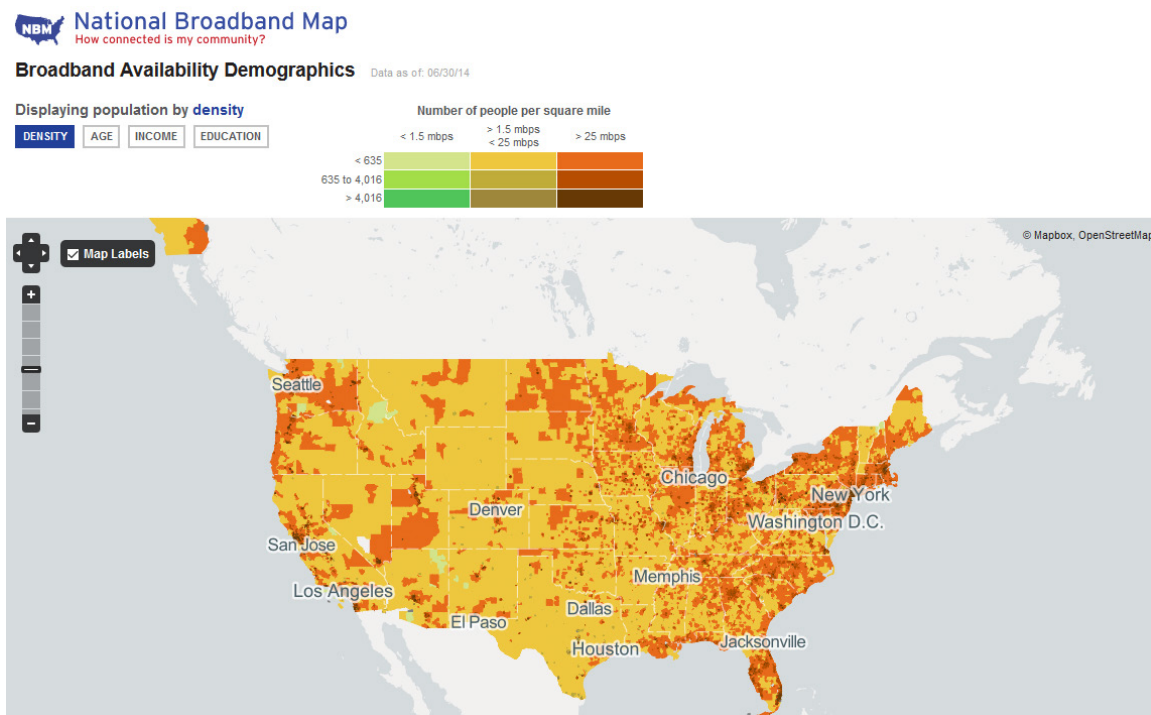 NBM
National Broadband Map
How connected is my community?
Broadband Availability Demographics Data as of: 06/30/14
Displaying population by density
DENSITY AGE INCOME EDUCATION
Number of people per square mile
< 1.5 mbps
> 1.5 mbps
< 25 mbps
> 25 mbps
< 635
635 to 4,016
> 4,016
© Mapbox, OpenStreetMap
Map Labels
+
−
Seattle
Chicago
New York
Denver
Washington D.C.
San Jose
Memphis
Los Angeles
Dallas
El Paso
Jacksonville
Houston